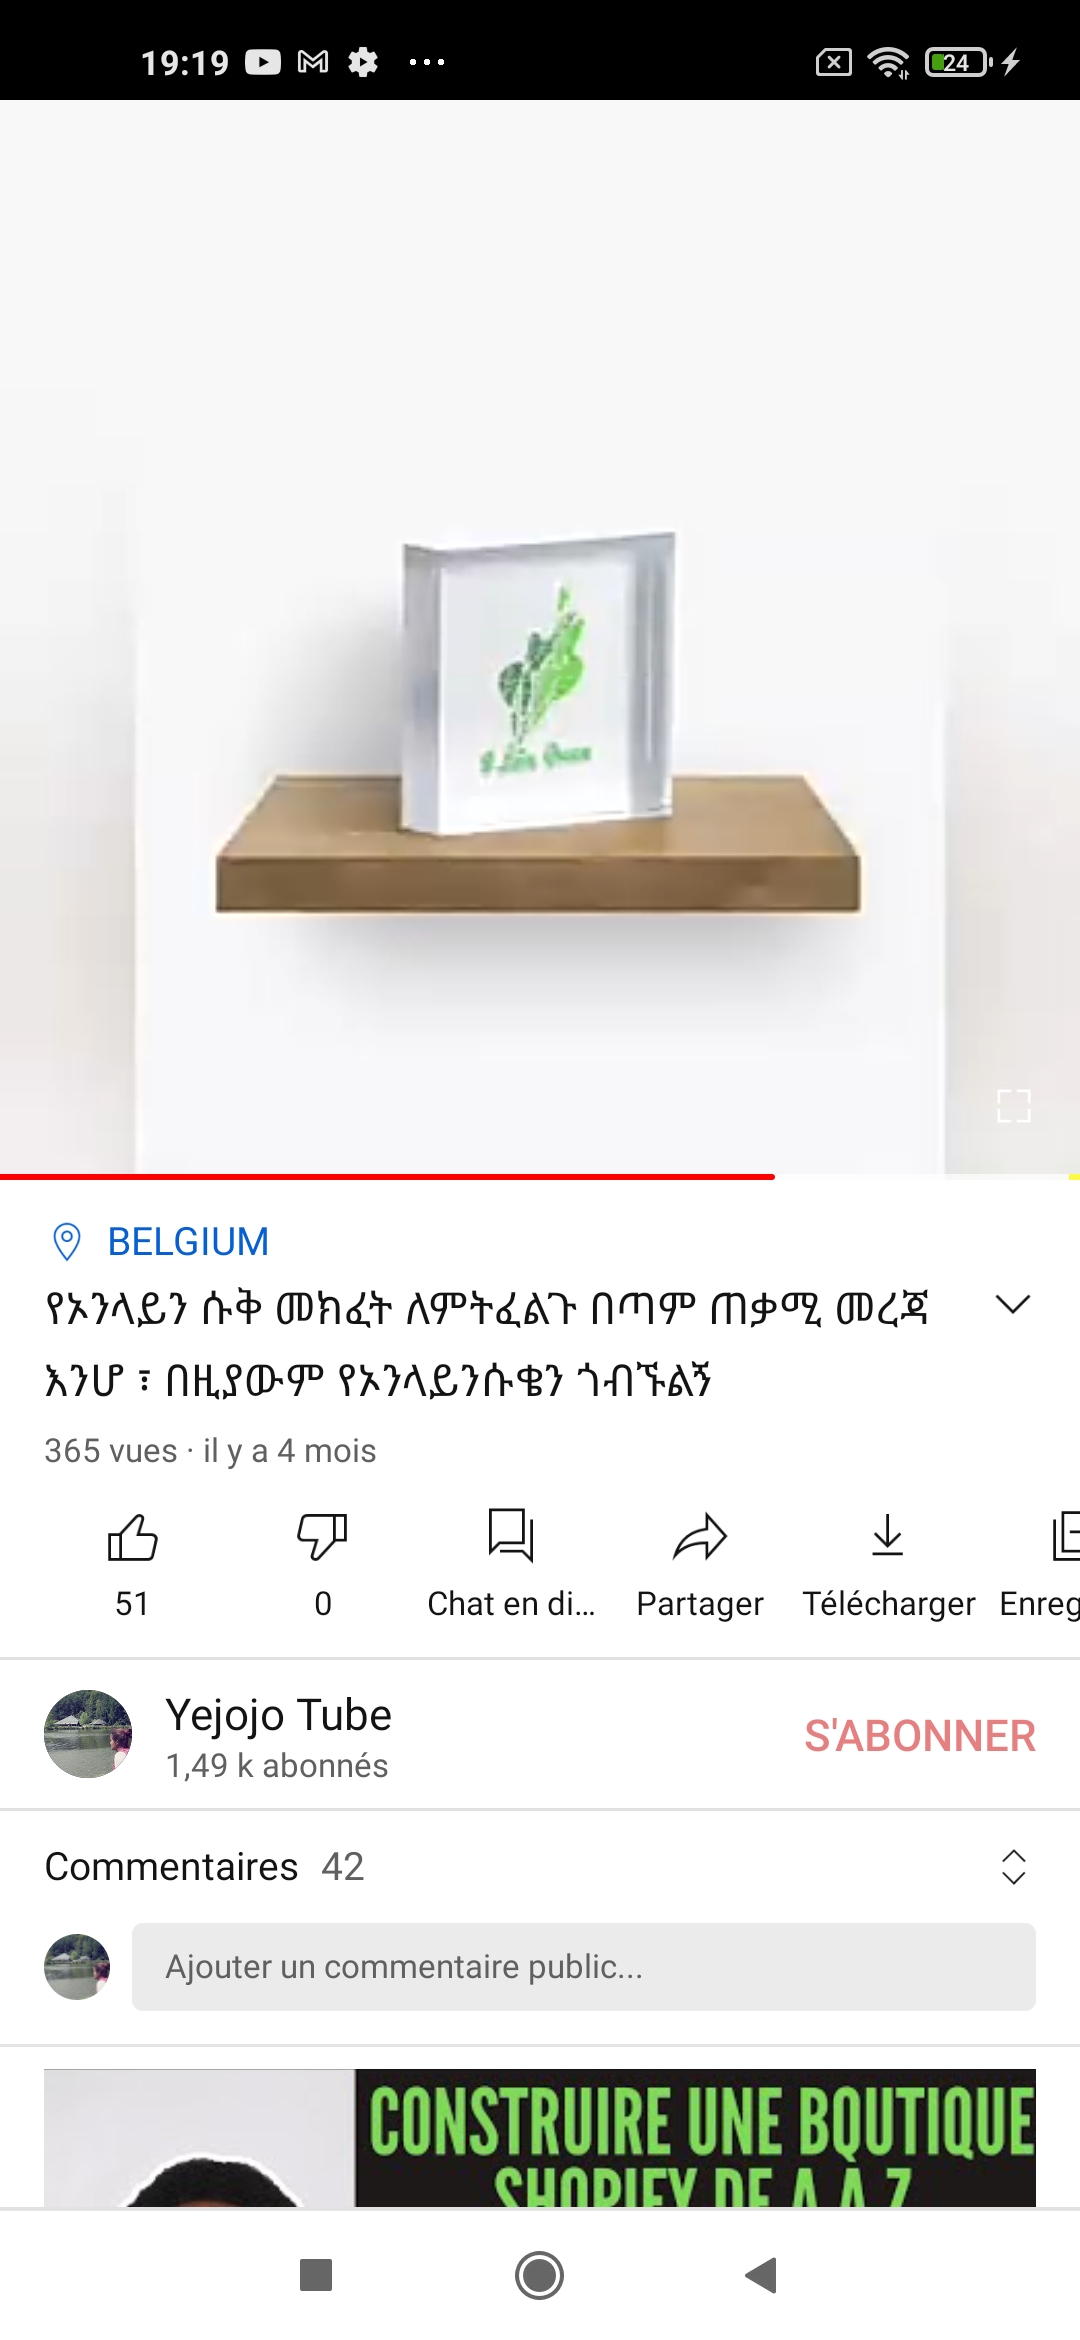 19:19
24
BELGIUM
የኦንላይን ሱቅ መክፈት ለምትፈልጉ በጣም ጠቃሚ መረጃ
እንሆ ፣ በዚያውም የኦንላይንሱቄን ጎብኙልኝ
365 vues · il y a 4 mois
51
0
Chat en di...
Partager
Télécharger
Enreg
Yejojo Tube
1,49 k abonnés
S'ABONNER
Commentaires 42
Ajouter un commentaire public...
CONSTRUIRE UNE BOUTIQUE
SHOPIFY DE A A Z